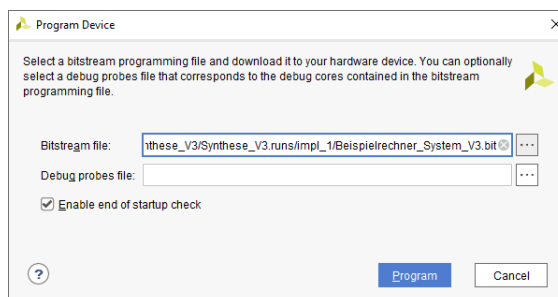 Program Device
Select a bitstream programming file and download it to your hardware device. You can optionally
select a debug probes file that corresponds to the debug cores contained in the bitstream
programming file.
Bitstream file: nthese_V3/Synthese_V3.runs/impl_1/Beispielrechner_System_V3.bit ...
Debug probes file: ...
Enable end of startup check
? Program Cancel